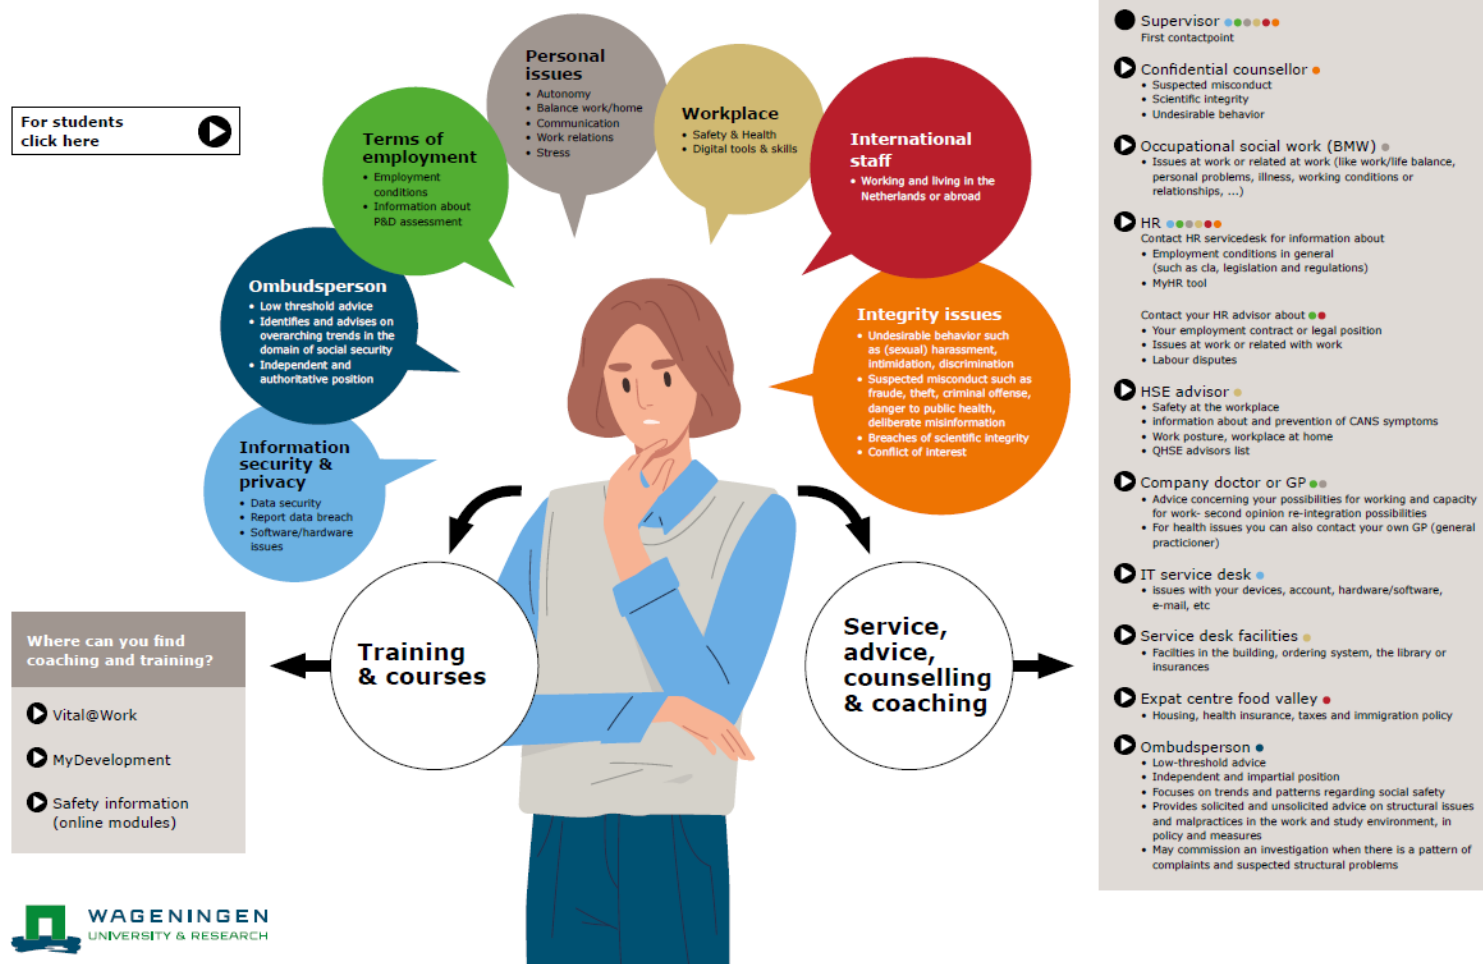 For students
click here
Personal
issues
• Autonomy
• Balance work/home
• Communication
• Work relations
• Stress
Workplace
• Safety & Health
• Digital tools & skills
Terms of
employment
• Employment
conditions
• Information about
P&D assessment
International
staff
• Working and living in the
Netherlands or abroad
Ombudsperson
• Low threshold advice
• Identifies and advises on
overarching trends in the
domain of social security
• Independent and
authoritative position
Integrity issues
• Undesirable behavior such
as (sexual) harassment,
intimidation, discrimination
• Suspected misconduct such as
fraude, theft, criminal offense,
danger to public health,
deliberate misinformation
• Breaches of scientific integrity
• Conflict of interest
Information
security &
privacy
• Data security
• Report data breach
• Software/hardware
issues
Training
& courses
Service,
advice,
counselling
& coaching
Where can you find
coaching and training?
Vital@Work
MyDevelopment
Safety information
(online modules)
WAGENINGEN
UNIVERSITY & RESEARCH
Supervisor
First contactpoint
Confidential counsellor
• Suspected misconduct
• Scientific integrity
• Undesirable behavior
Occupational social work (BMW)
• Issues at work or related at work (like work/life balance,
personal problems, illness, working conditions or
relationships, ...)
HR
Contact HR servicedesk for information about
• Employment conditions in general
(such as cla, legislation and regulations)
• MyHR tool
Contact your HR advisor about
• Your employment contract or legal position
• Issues at work or related with work
• Labour disputes
HSE advisor
• Safety at the workplace
• information about and prevention of CANS symptoms
• Work posture, workplace at home
• QHSE advisors list
Company doctor or GP
• Advice concerning your possibilities for working and capacity
for work- second opinion re-integration possibilities
• For health issues you can also contact your own GP (general
practicioner)
IT service desk
• issues with your devices, account, hardware/software,
e-mail, etc
Service desk facilities
• Facilties in the building, ordering system, the library or
insurances
Expat centre food valley
• Housing, health insurance, taxes and immigration policy
Ombudsperson
• Low-threshold advice
• Independent and impartial position
• Focuses on trends and patterns regarding social safety
• Provides solicited and unsolicited advice on structural issues
and malpractices in the work and study environment, in
policy and measures
• May commission an investigation when there is a pattern of
complaints and suspected structural problems